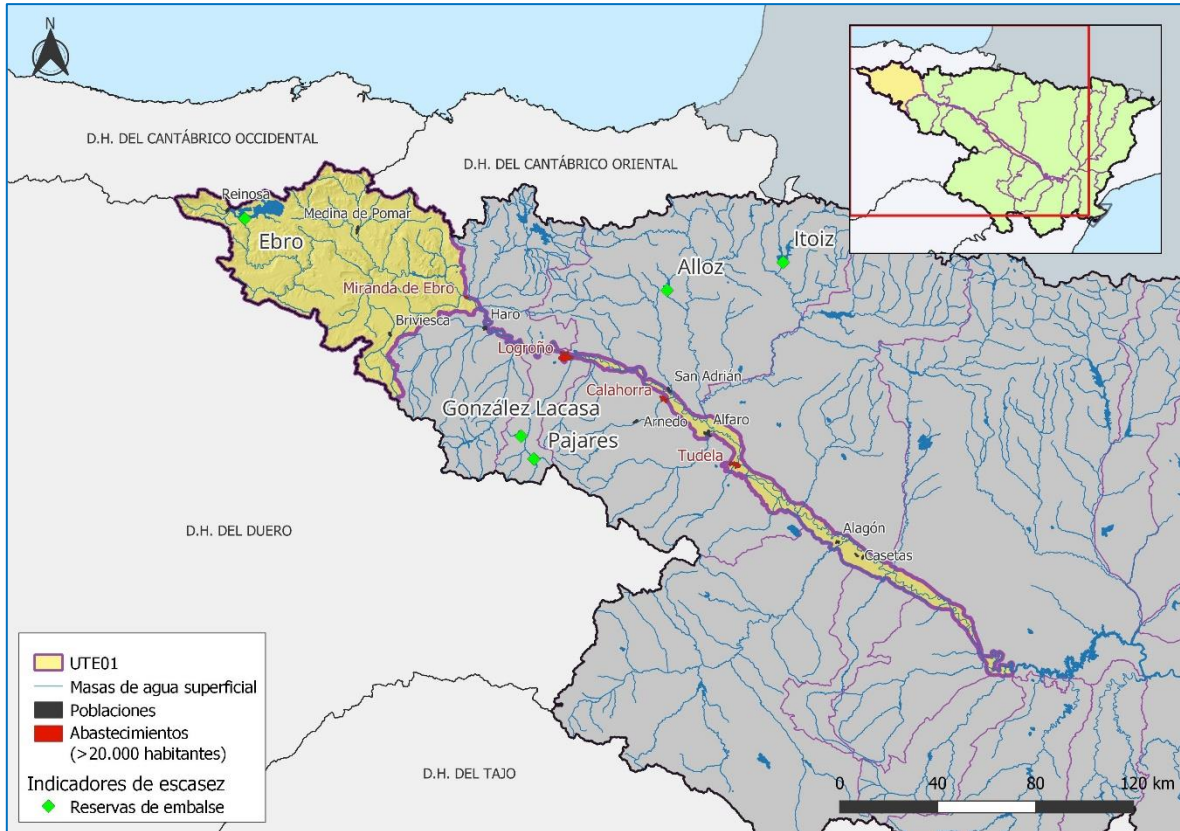 N
D.H. DEL CANTÁBRICO OCCIDENTAL
D.H. DEL CANTÁBRICO ORIENTAL
Reinosa
Medina de Pomar
Ebro
Itoiz
Alloz
Miranda de Ebro
Haro
Briviesca
Logroño
San Adrián
Calahorra
González Lacasa
Arnedo
Alfaro
Pajares
Tudela
D.H. DEL DUERO
Alagón
Casetas
UTE01
Masas de agua superficial
Poblaciones
Abastecimientos
(>20.000 habitantes)
Indicadores de escasez
Reservas de embalse
D.H. DEL TAJO
0 40 80 120 km